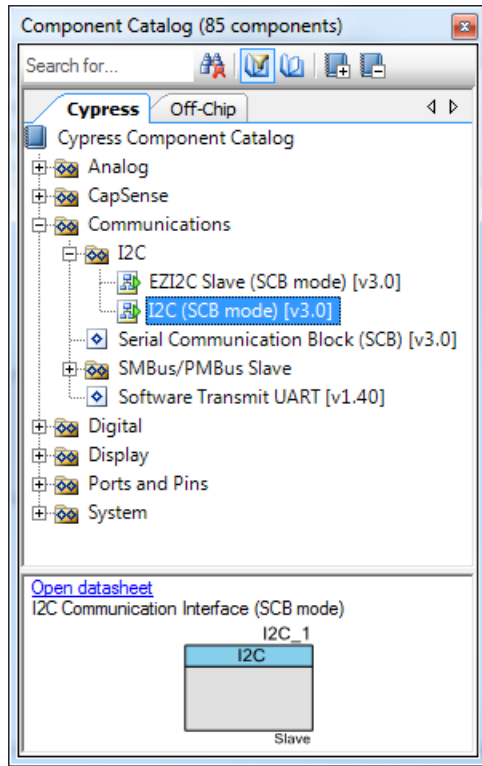 Component Catalog (85 components)
Search for...
Cypress Off-Chip
Cypress Component Catalog
Analog
CapSense
Communications
I2C
EZI2C Slave (SCB mode) [v3.0]
I2C (SCB mode) [v3.0]
Serial Communication Block (SCB) [v3.0]
SMBus/PMBus Slave
Software Transmit UART [v1.40]
Digital
Display
Ports and Pins
System
Open datasheet
I2C Communication Interface (SCB mode)
I2C_1
I2C
Slave